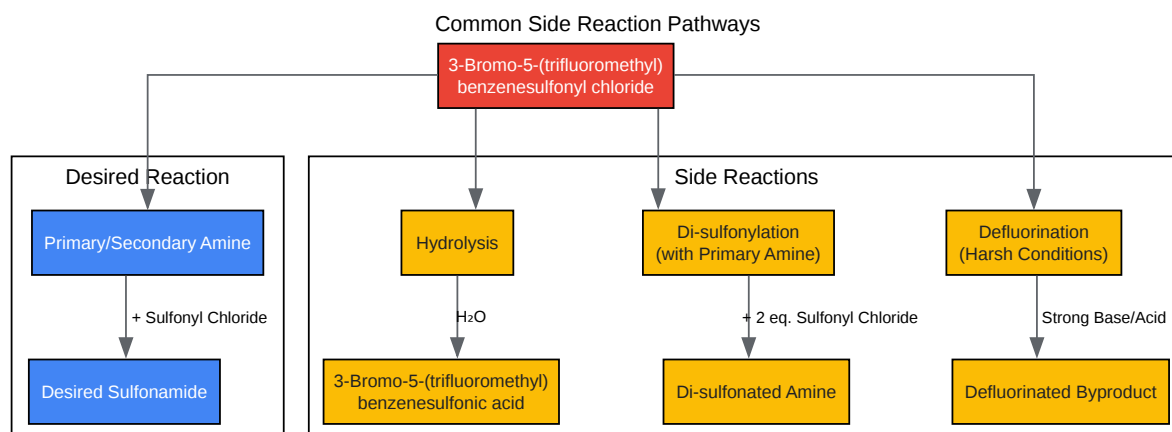 Common Side Reaction Pathways
3-Bromo-5-(trifluoromethyl)
benzenesulfonyl chloride
Desired Reaction
Side Reactions
Primary/Secondary Amine
Hydrolysis
Di-sulfonylation
(with Primary Amine)
Defluorination
(Harsh Conditions)
+ Sulfonyl Chloride
H₂O
+ 2 eq. Sulfonyl Chloride
Strong Base/Acid
Desired Sulfonamide
3-Bromo-5-(trifluoromethyl)
benzenesulfonic acid
Di-sulfonated Amine
Defluorinated Byproduct